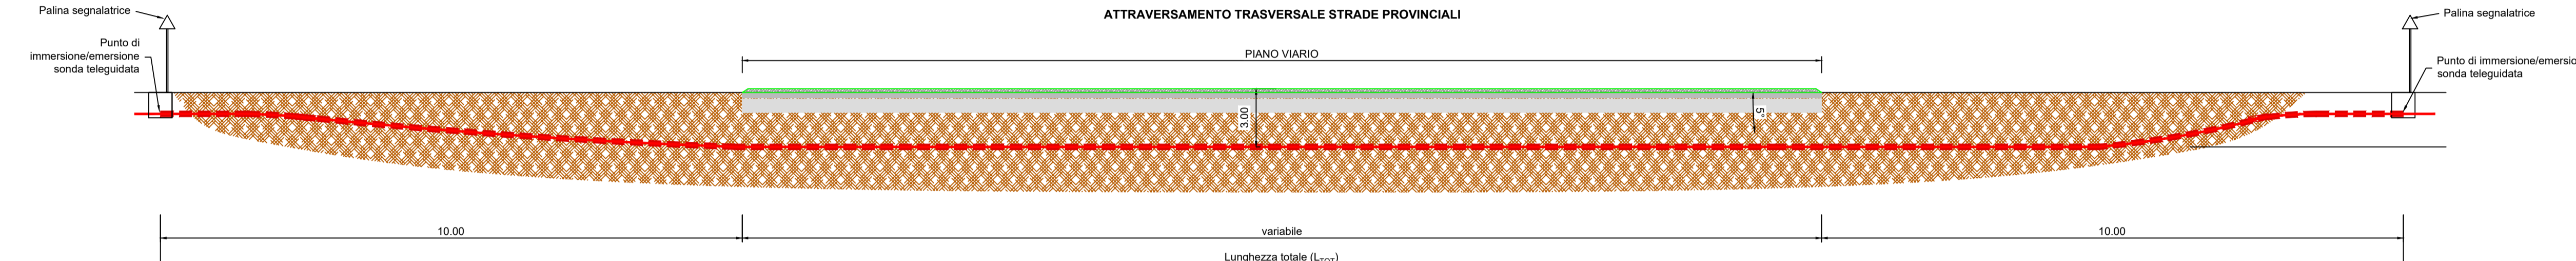 ATTRAVERSAMENTO TRASVERSALE STRADE PROVINCIALI
Palina segnalatrice
Palina segnalatrice
Punto di
immersione/emersione
sonda teleguidata
PIANO VIARIO
Punto di immersione/emersio
sonda teleguidata
3.00
5°
10.00
variabile
10.00
Lunghezza totale (LTOT)